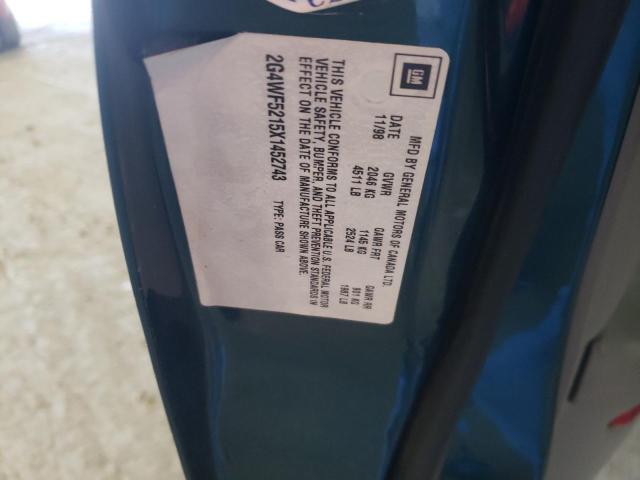 GM
MFD BY GENERAL MOTORS OF CANADA LTD.
DATE GVWR GAWR FRT GAWR RR
11/98 2046 KG 1145 KG 901 KG
4511 LB 2524 LB 1987 LB
THIS VEHICLE CONFORMS TO ALL APPLICABLE U.S. FEDERAL MOTOR
VEHICLE SAFETY, BUMPER, AND THEFT PREVENTION STANDARDS IN
EFFECT ON THE DATE OF MANUFACTURE SHOWN ABOVE.
2G4WF5215X1452743 TYPE: PASS CAR